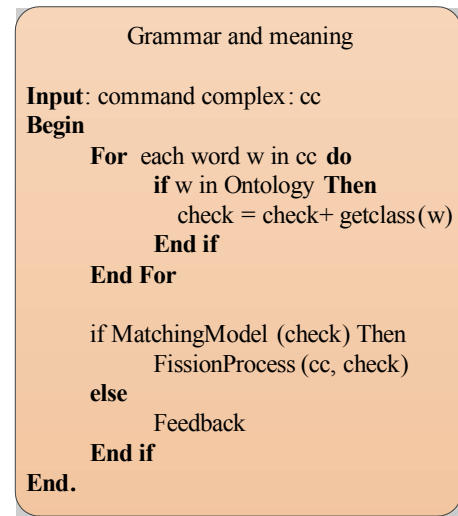 Grammar and meaning
Input: command complex: cc
Begin
For each word w in cc do
if w in Ontology Then
check = check+ getclass(w)
End if
End For
if MatchingModel (check) Then
FissionProcess (cc, check)
else
Feedback
End if
End.